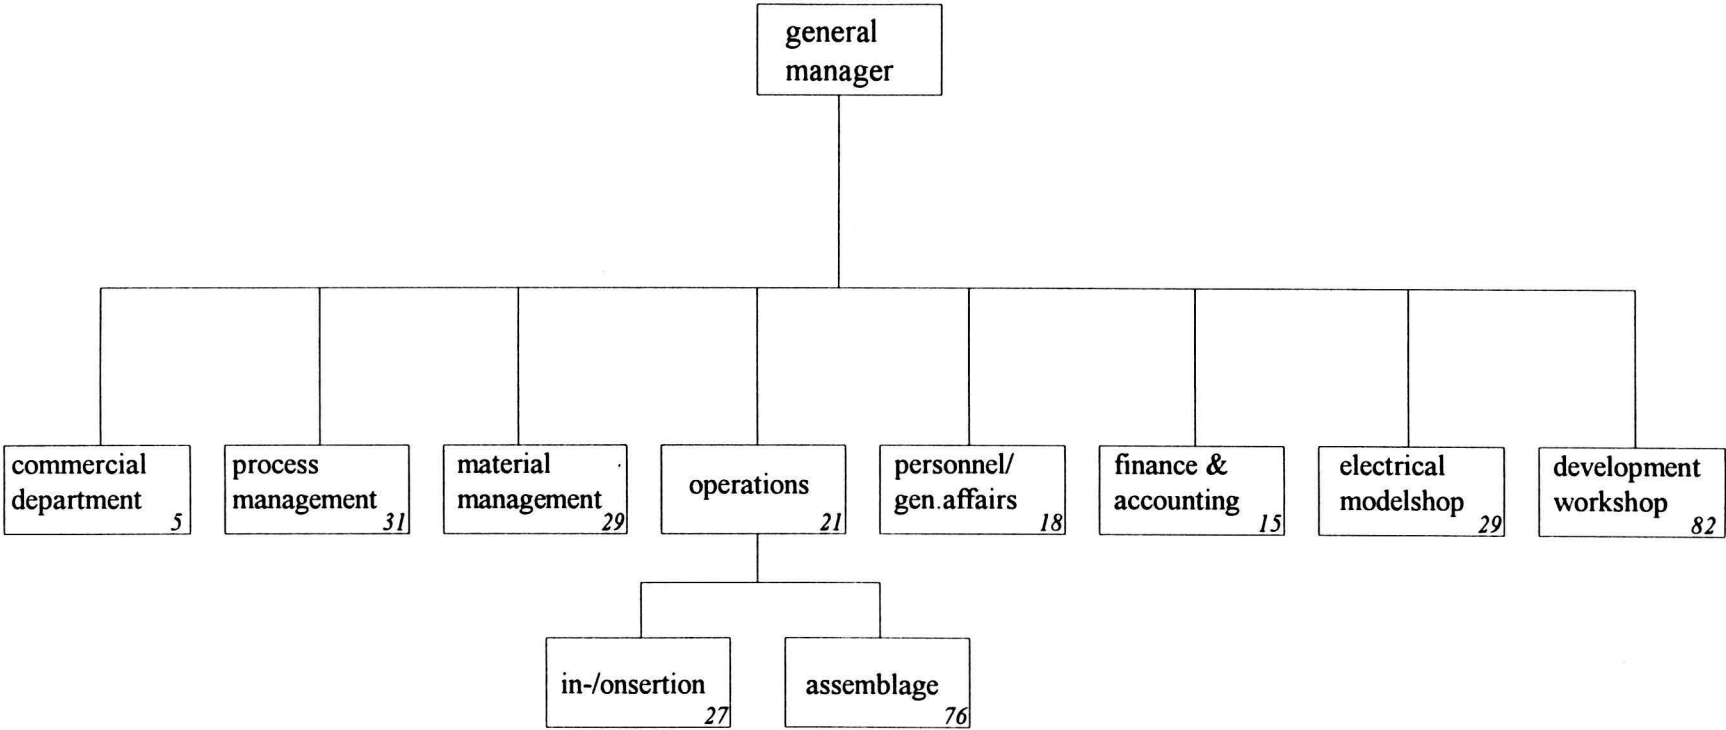 general
manager
commercial
department
5
process
management
31
material
management
29
operations
21
personnel/
gen.affairs
18
finance &
accounting
15
electrical
modelshop
29
development
workshop
82
in-/onsertion
27
assemblage
76